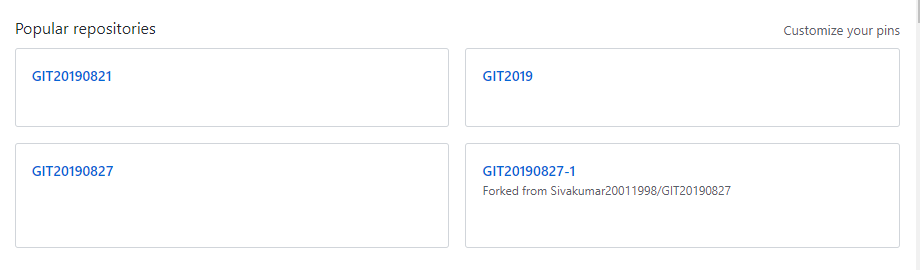 Popular repositories
Customize your pins
GIT20190821
GIT2019
GIT20190827
GIT20190827-1
Forked from Sivakumar20011998/GIT20190827